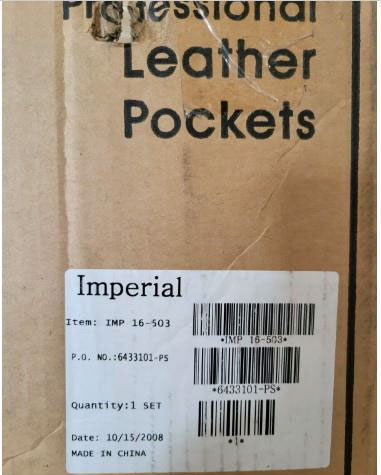 Professional
Leather
Pockets
Imperial
Item: IMP 16-503
*IMP 16-503*
P.O. NO.:6433101-PS
*6433101-PS*
Quantity:1 SET
*1*
Date: 10/15/2008
MADE IN CHINA